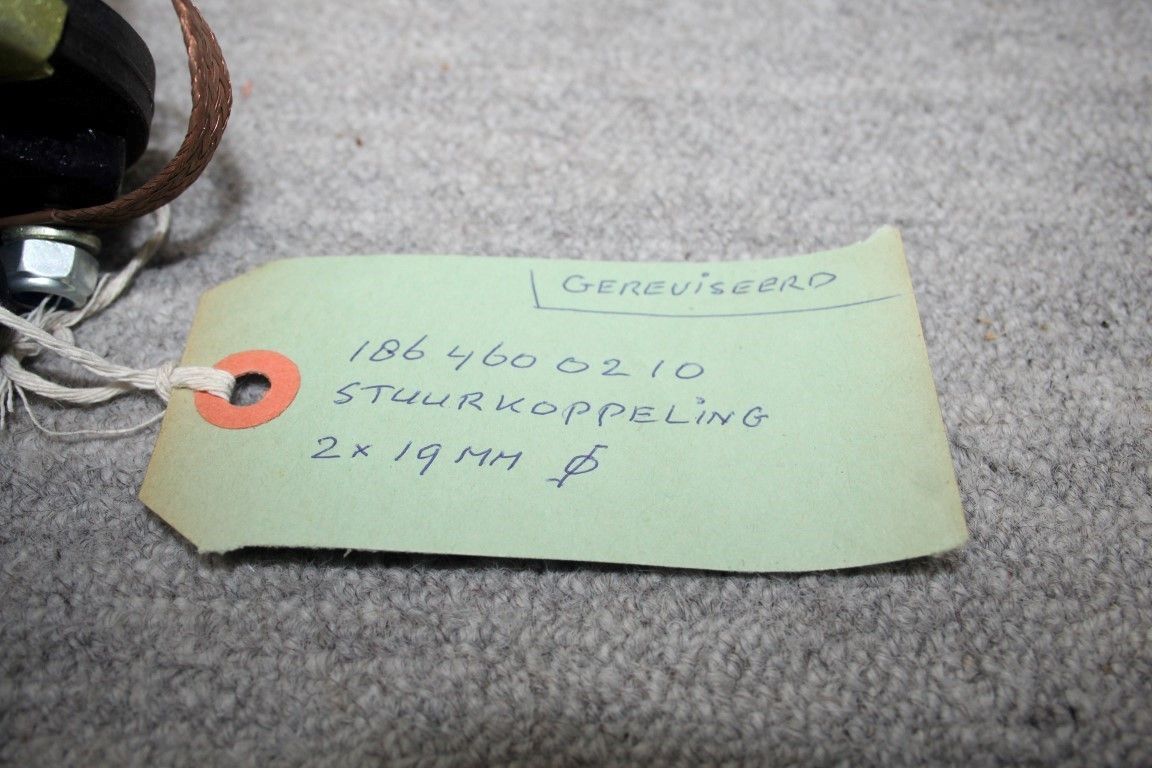 GEREVISEERD
186 460 02 10
STUURKOPPELING
2x 19 MM ∅